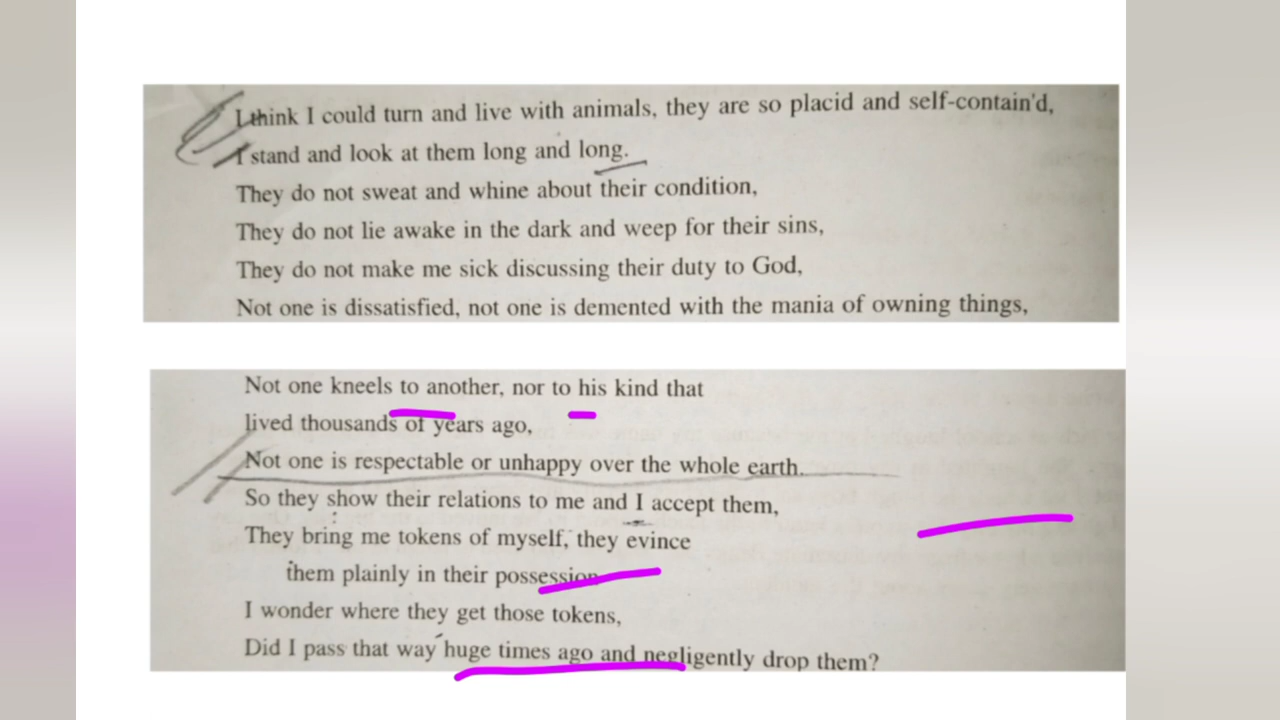 I think I could turn and live with animals, they are so placid and self-contain'd,
I stand and look at them long and long.
They do not sweat and whine about their condition,
They do not lie awake in the dark and weep for their sins,
They do not make me sick discussing their duty to God,
Not one is dissatisfied, not one is demented with the mania of owning things,
Not one kneels to another, nor to his kind that
lived thousands of years ago,
Not one is respectable or unhappy over the whole earth.
So they show their relations to me and I accept them,
They bring me tokens of myself, they evince
them plainly in their possession
I wonder where they get those tokens,
Did I pass that way huge times ago and negligently drop them?